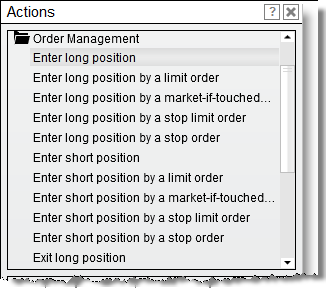 Actions
Order Management
Enter long position
Enter long position by a limit order
Enter long position by a market-if-touched...
Enter long position by a stop limit order
Enter long position by a stop order
Enter short position
Enter short position by a limit order
Enter short position by a market-if-touched...
Enter short position by a stop limit order
Enter short position by a stop order
Exit long position